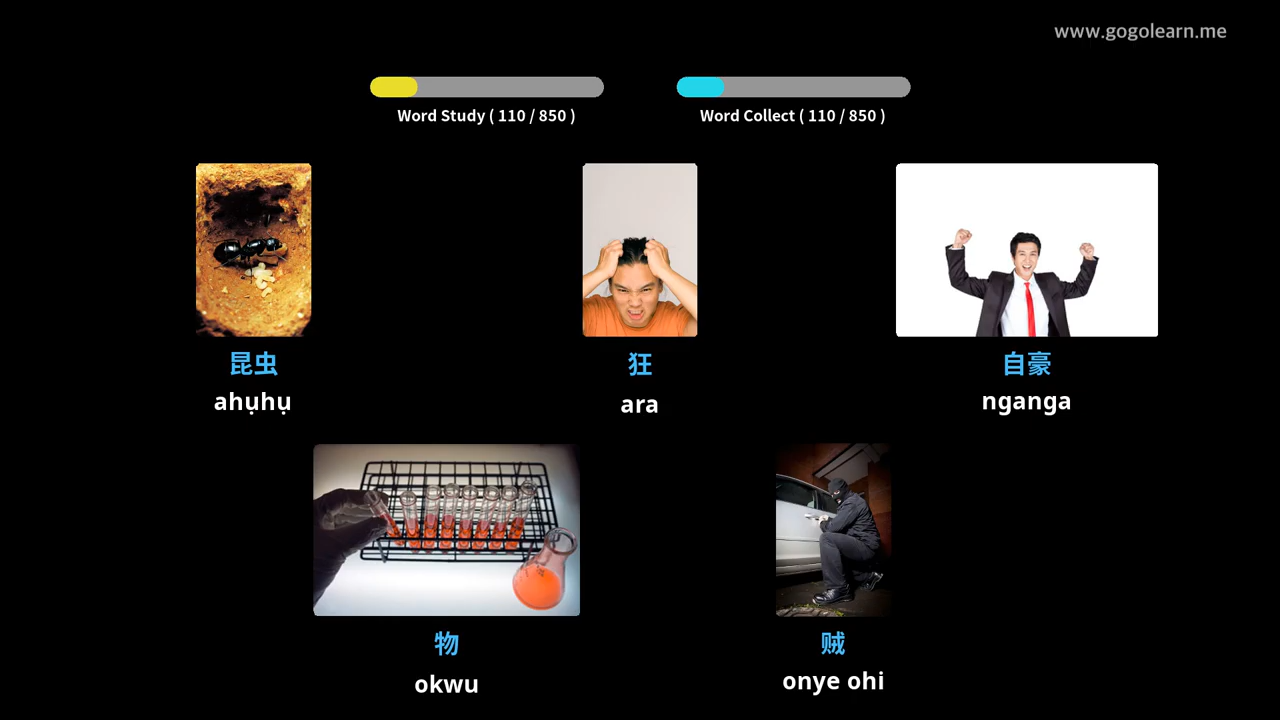 www.gogolearn.me
Word Study ( 110 / 850 )
Word Collect ( 110 / 850 )
昆虫
ahụhụ
狂
ara
自豪
nganga
物
okwu
贼
onye ohi